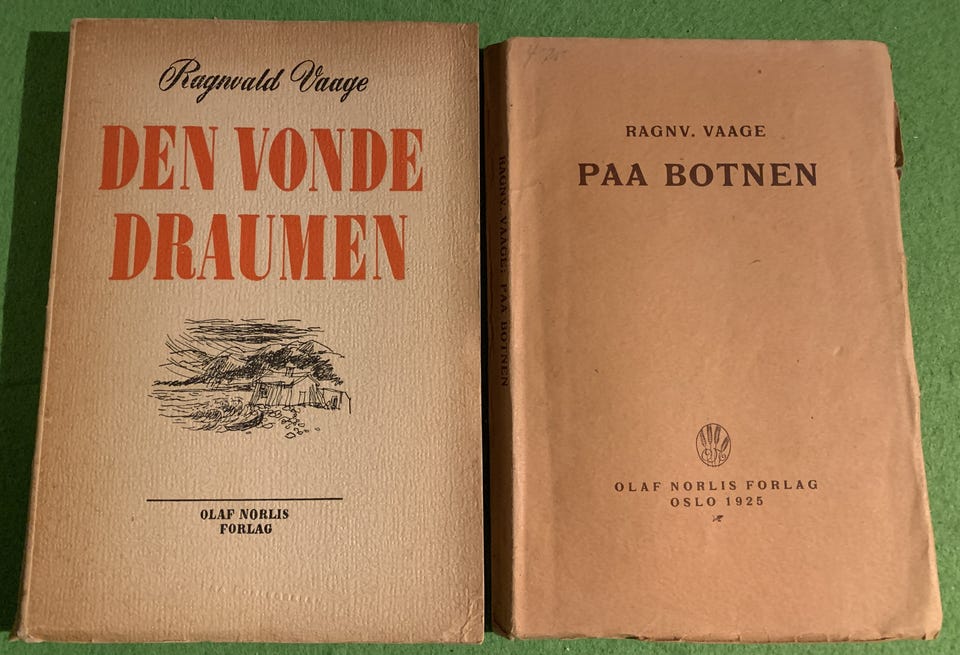 Ragnvald Vaage
DEN VONDE
DRAUMEN
OLAF NORLIS
FORLAG
RAGNV. VAAGE: PAA BOTNEN
RAGNV. VAAGE
PAA BOTNEN
OLAF NORLIS FORLAG
OSLO 1925